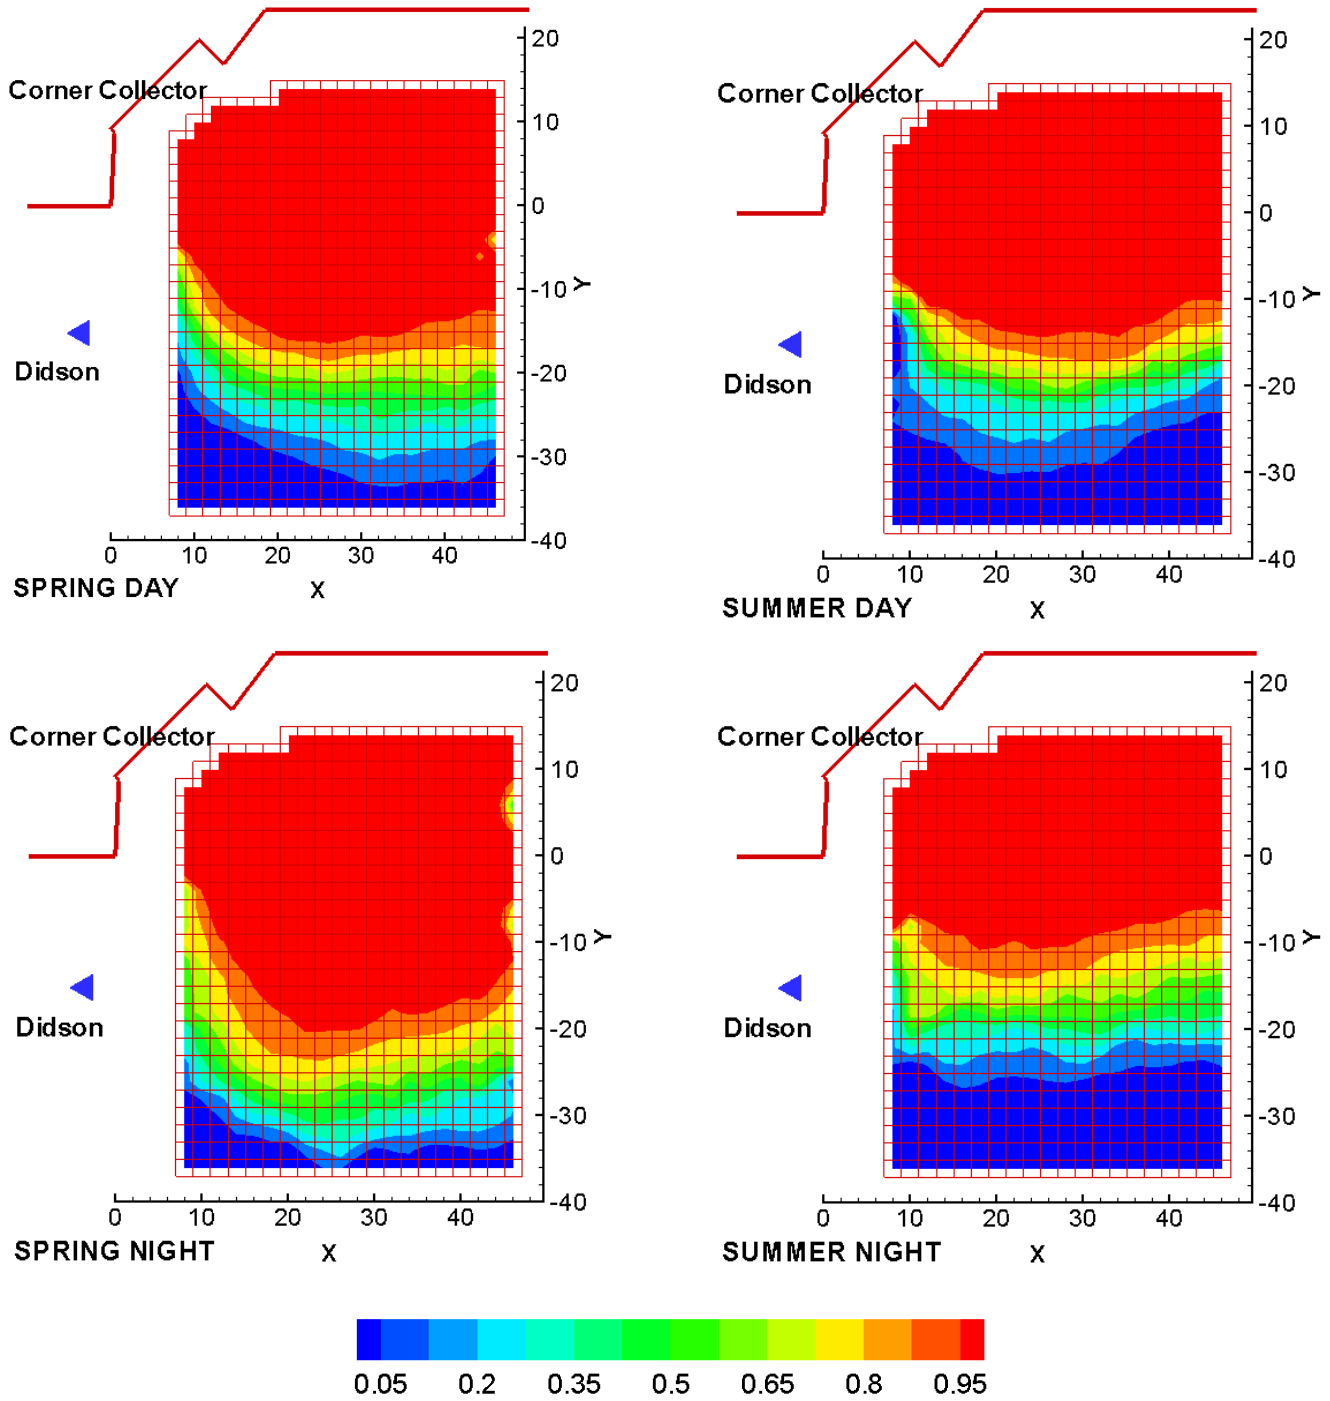 20
Corner Collector
10
0
-10
Y
Didson
-20
-30
-40
0 10 20 30 40
SPRING DAY X
20
Corner Collector
10
0
-10
Y
Didson
-20
-30
-40
0 10 20 30 40
SUMMER DAY X
20
Corner Collector
10
0
-10
Y
Didson
-20
-30
-40
0 10 20 30 40
SPRING NIGHT X
20
Corner Collector
10
0
-10
Y
Didson
-20
-30
-40
0 10 20 30 40
SUMMER NIGHT X
0.05 0.2 0.35 0.5 0.65 0.8 0.95